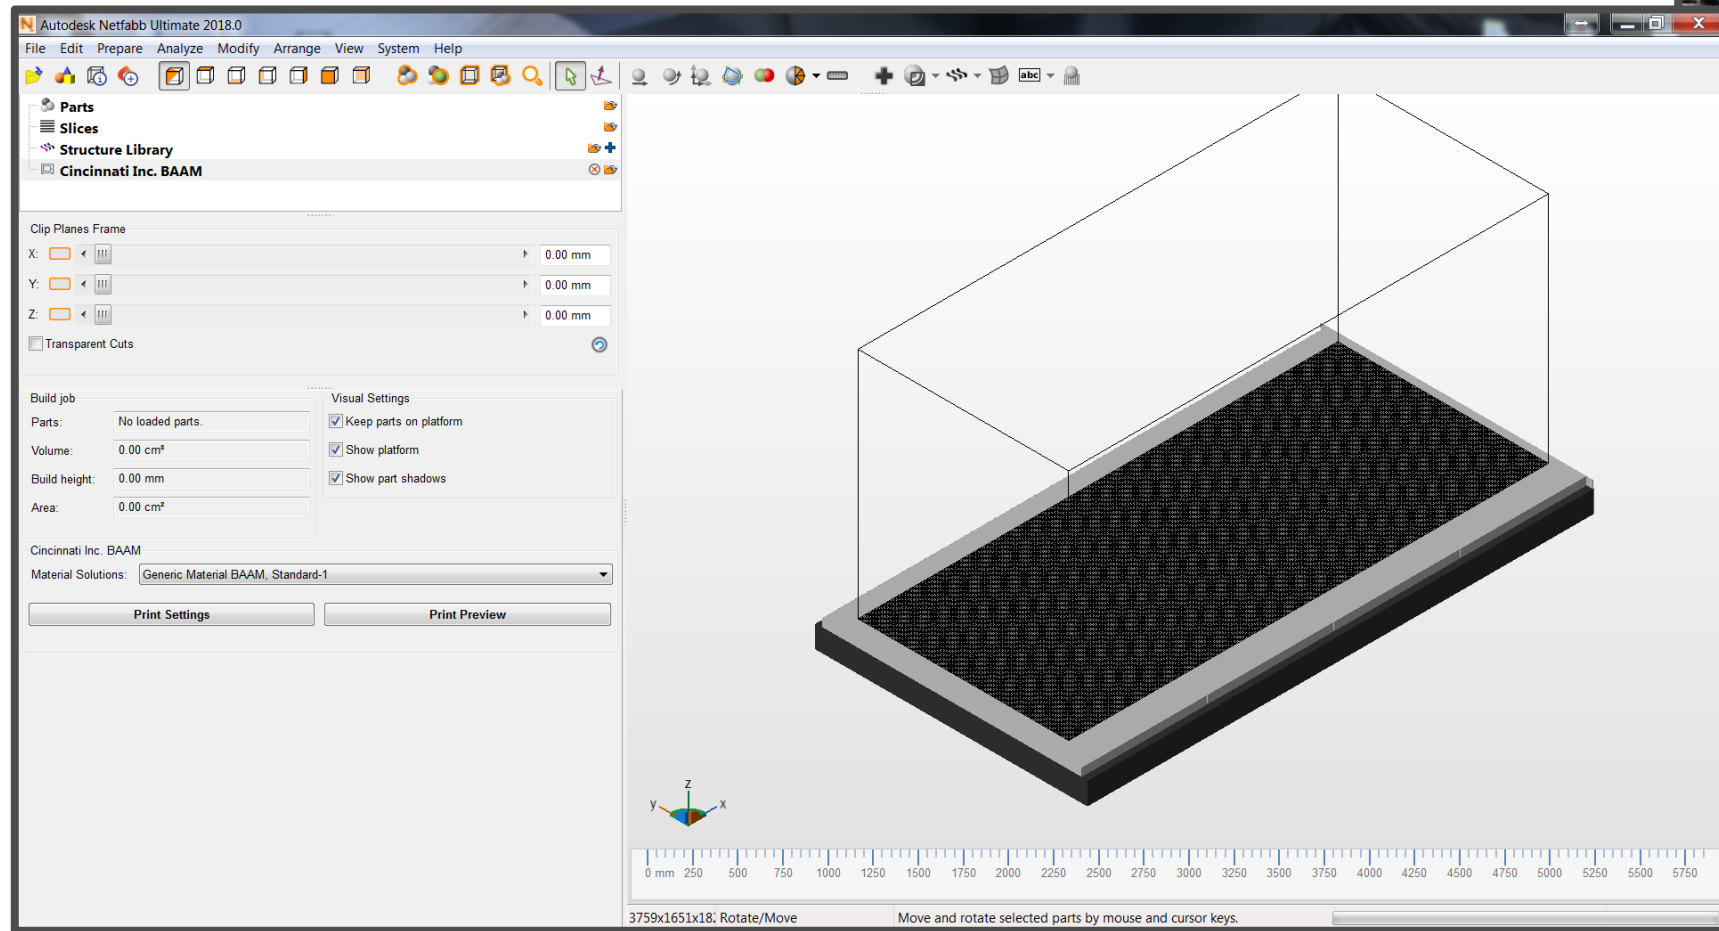 Autodesk Netfabb Ultimate 2018.0
File Edit Prepare Analyze Modify Arrange View System Help
abc
Parts
Slices
Structure Library
Cincinnati Inc. BAAM
Clip Planes Frame
X: 0.00 mm
Y: 0.00 mm
Z: 0.00 mm
Transparent Cuts
Build job
Parts: No loaded parts.
Volume: 0.00 cm³
Build height: 0.00 mm
Area: 0.00 cm²
Visual Settings
Keep parts on platform
Show platform
Show part shadows
Cincinnati Inc. BAAM
Material Solutions: Generic Material BAAM, Standard-1
Print Settings Print Preview
z
y x
0 mm 250 500 750 1000 1250 1500 1750 2000 2250 2500 2750 3000 3250 3500 3750 4000 4250 4500 4750 5000 5250 5500 5750
3759x1651x18 Rotate/Move Move and rotate selected parts by mouse and cursor keys.